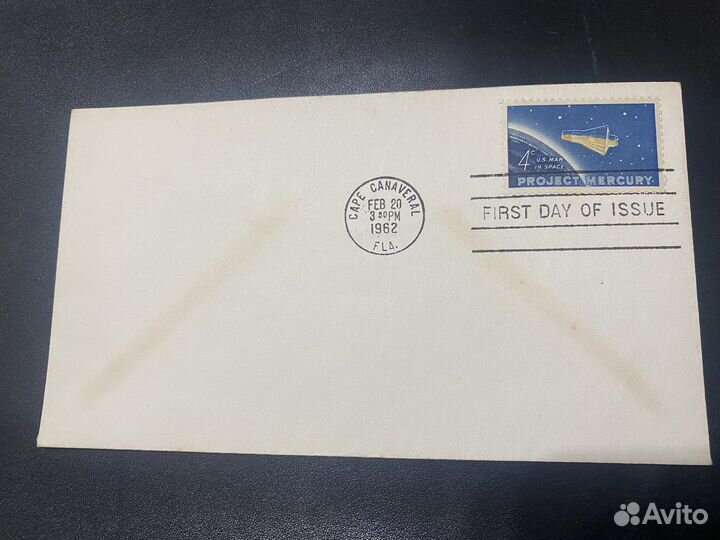 4c
U.S. MAN
IN SPACE
PROJECT MERCURY
CAPE CANAVERAL
FEB 20
3 30 PM
1962
FLA.
FIRST DAY OF ISSUE
Avito